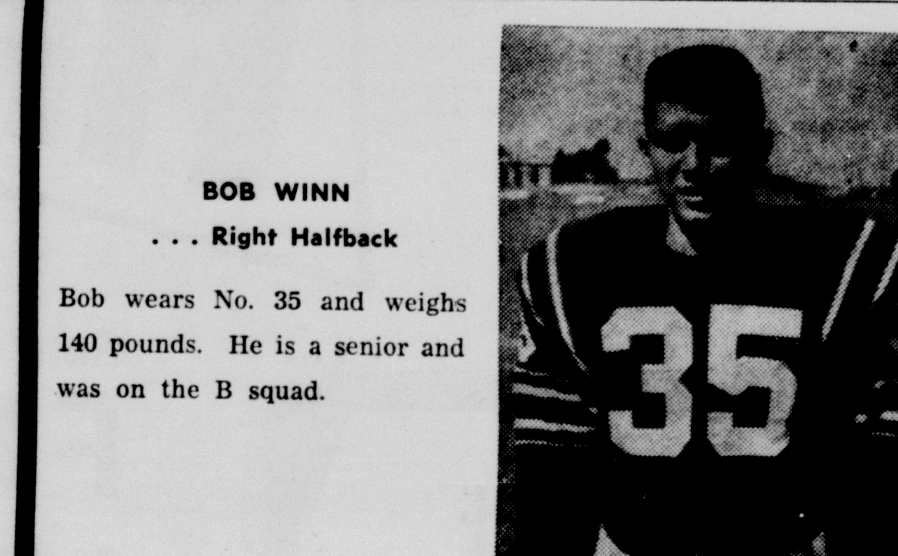 BOB WINN
. . . Right Halfback
Bob wears No. 35 and weighs
140 pounds. He is a senior and
was on the B squad.
35